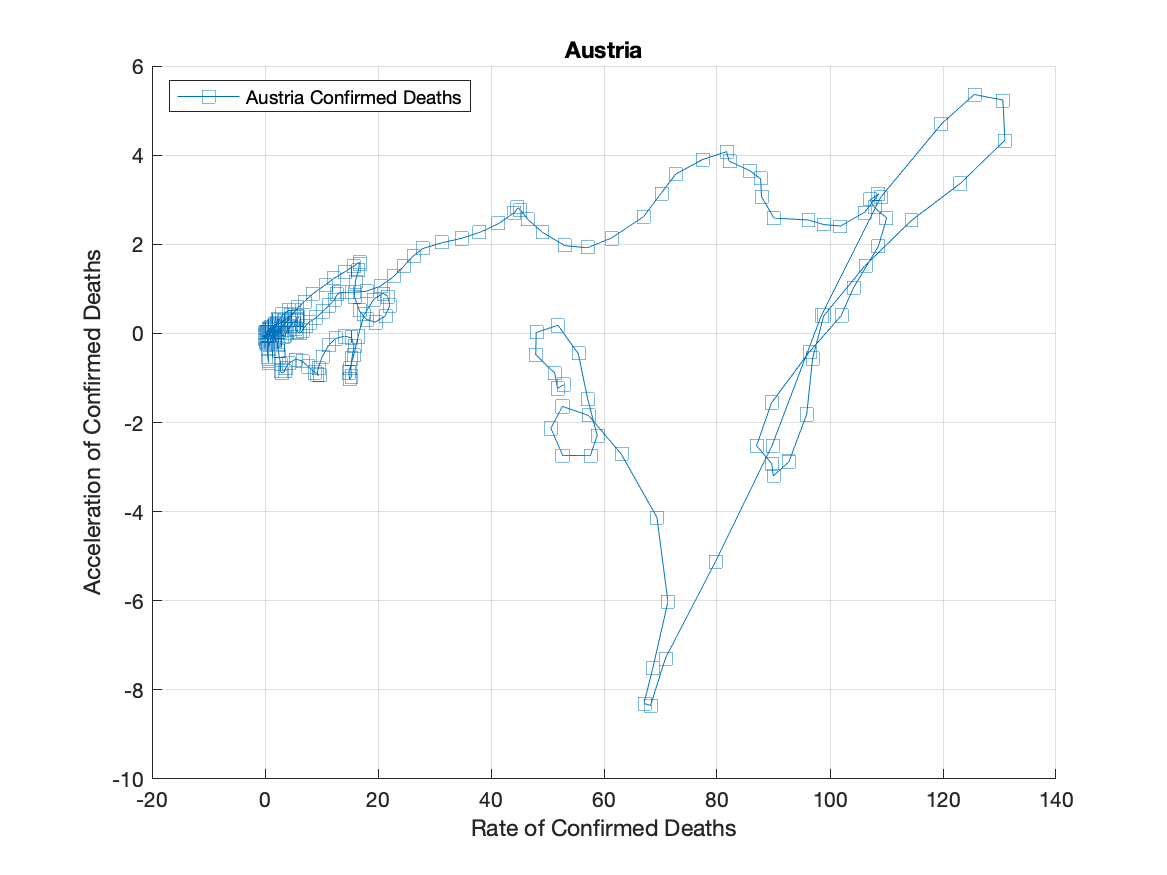 Austria
Austria Confirmed Deaths
6
4
2
0
-2
-4
-6
-8
-10
Acceleration of Confirmed Deaths
-20 0 20 40 60 80 100 120 140
Rate of Confirmed Deaths